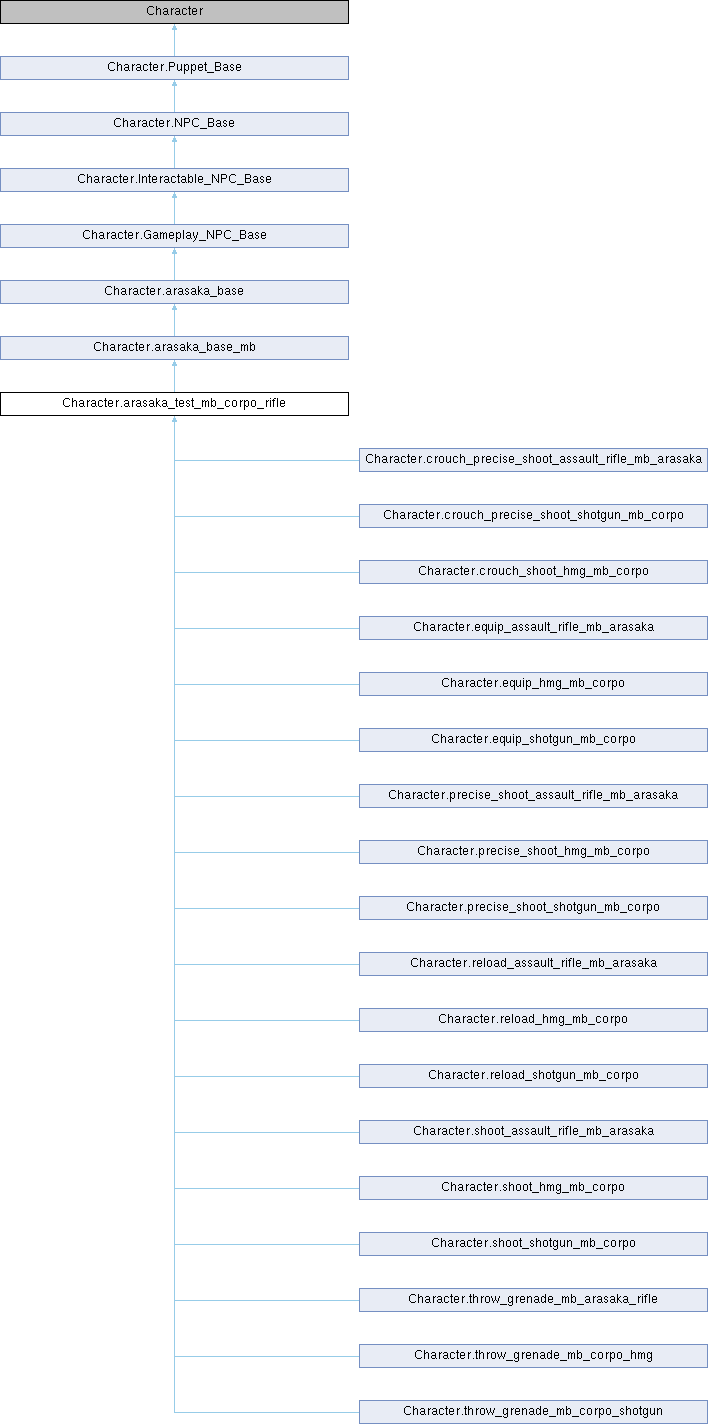 Character
Character.Puppet_Base
Character.NPC_Base
Character.Interactable_NPC_Base
Character.Gameplay_NPC_Base
Character.arasaka_base
Character.arasaka_base_mb
Character.arasaka_test_mb_corpo_rifle
Character.crouch_precise_shoot_assault_rifle_mb_arasaka
Character.crouch_precise_shoot_shotgun_mb_corpo
Character.crouch_shoot_hmg_mb_corpo
Character.equip_assault_rifle_mb_arasaka
Character.equip_hmg_mb_corpo
Character.equip_shotgun_mb_corpo
Character.precise_shoot_assault_rifle_mb_arasaka
Character.precise_shoot_hmg_mb_corpo
Character.precise_shoot_shotgun_mb_corpo
Character.reload_assault_rifle_mb_arasaka
Character.reload_hmg_mb_corpo
Character.reload_shotgun_mb_corpo
Character.shoot_assault_rifle_mb_arasaka
Character.shoot_hmg_mb_corpo
Character.shoot_shotgun_mb_corpo
Character.throw_grenade_mb_arasaka_rifle
Character.throw_grenade_mb_corpo_hmg
Character.throw_grenade_mb_corpo_shotgun